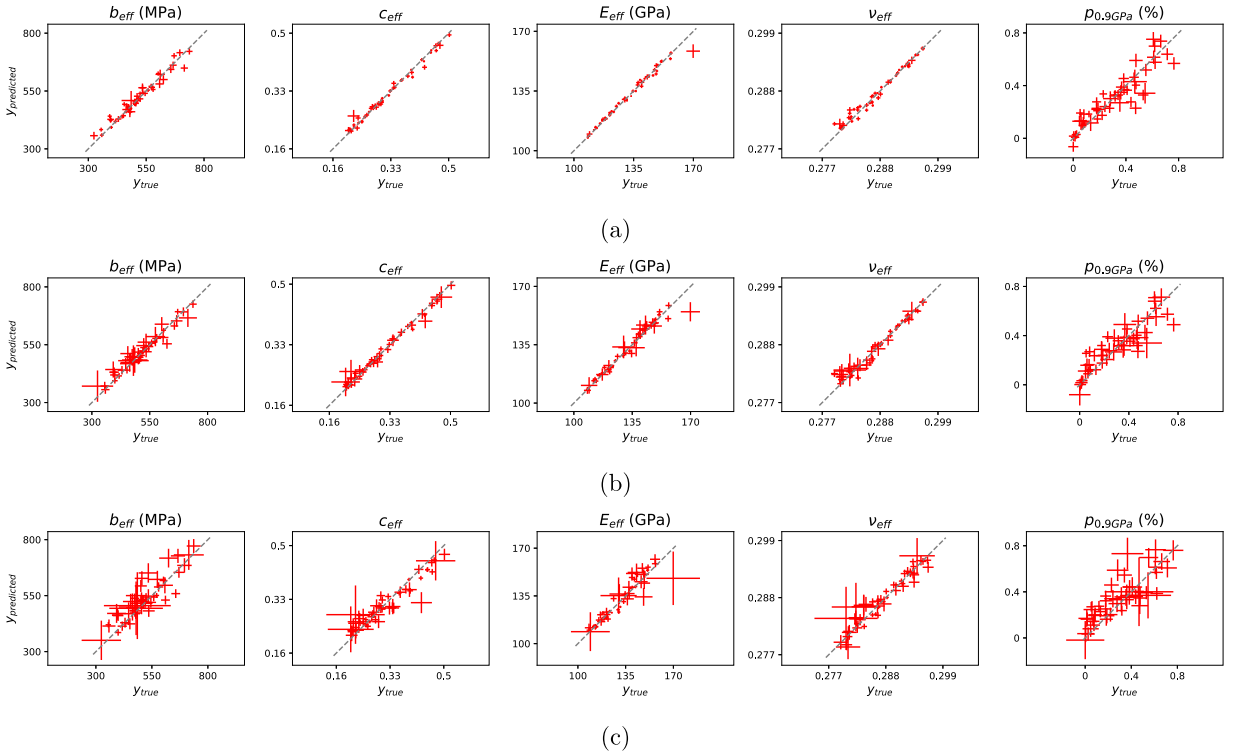 b_eff (MPa) c_eff E_eff (GPa) ν_eff p_0.9GPa (%)
800 0.5 170 0.299 0.8
y_predicted 550 0.33 135 0.288 0.4
300 0.16 100 0.277 0
300 550 800 0.16 0.33 0.5 100 135 170 0.277 0.288 0.299 0 0.4 0.8
y_true y_true y_true y_true y_true
(a)
b_eff (MPa) c_eff E_eff (GPa) ν_eff p_0.9GPa (%)
800 0.5 170 0.299 0.8
y_predicted 550 0.33 135 0.288 0.4
300 0.16 100 0.277 0
300 550 800 0.16 0.33 0.5 100 135 170 0.277 0.288 0.299 0 0.4 0.8
y_true y_true y_true y_true y_true
(b)
b_eff (MPa) c_eff E_eff (GPa) ν_eff p_0.9GPa (%)
800 0.5 170 0.299 0.8
y_predicted 550 0.33 135 0.288 0.4
300 0.16 100 0.277 0
300 550 800 0.16 0.33 0.5 100 135 170 0.277 0.288 0.299 0 0.4 0.8
y_true y_true y_true y_true y_true
(c)